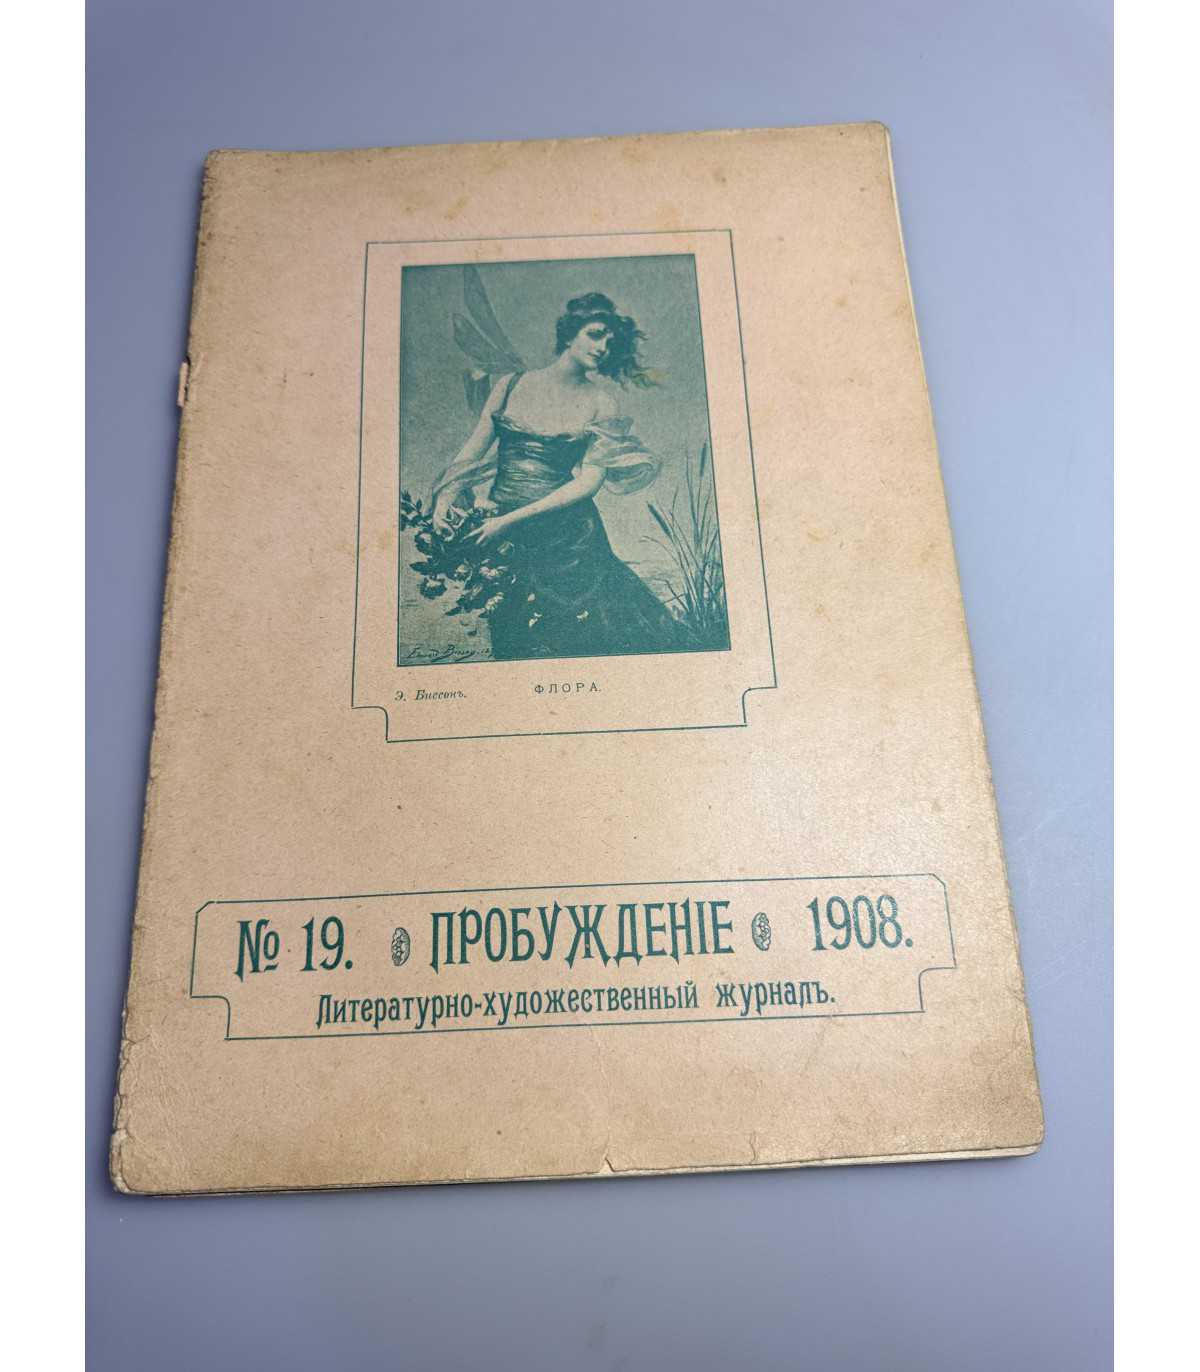 Э. Биссонъ. ФЛОРА.
№ 19. ПРОБУЖДЕНІЕ 1908.
Литературно-художественный журналъ.